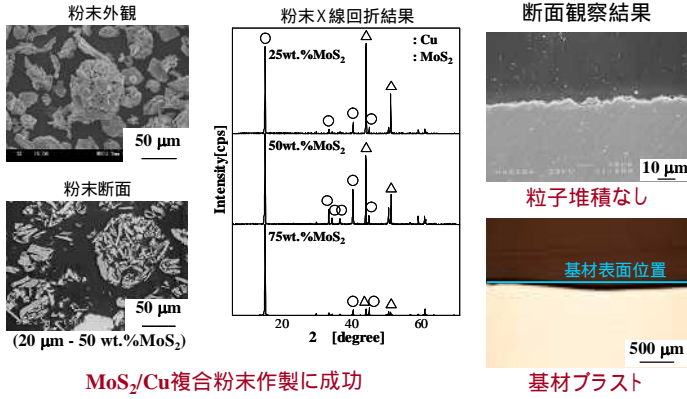 粉末外観
50 μm
粉末断面
50 μm
(20 μm - 50 wt.%MoS₂)
粉末X線回折結果
: Cu
: MoS₂
25wt.%MoS₂
50wt.%MoS₂
75wt.%MoS₂
Intensity[cps]
20 40 60
2 [degree]
MoS₂/Cu複合粉末作製に成功
断面観察結果
10 μm
粒子堆積なし
基材表面位置
500 μm
基材ブラスト